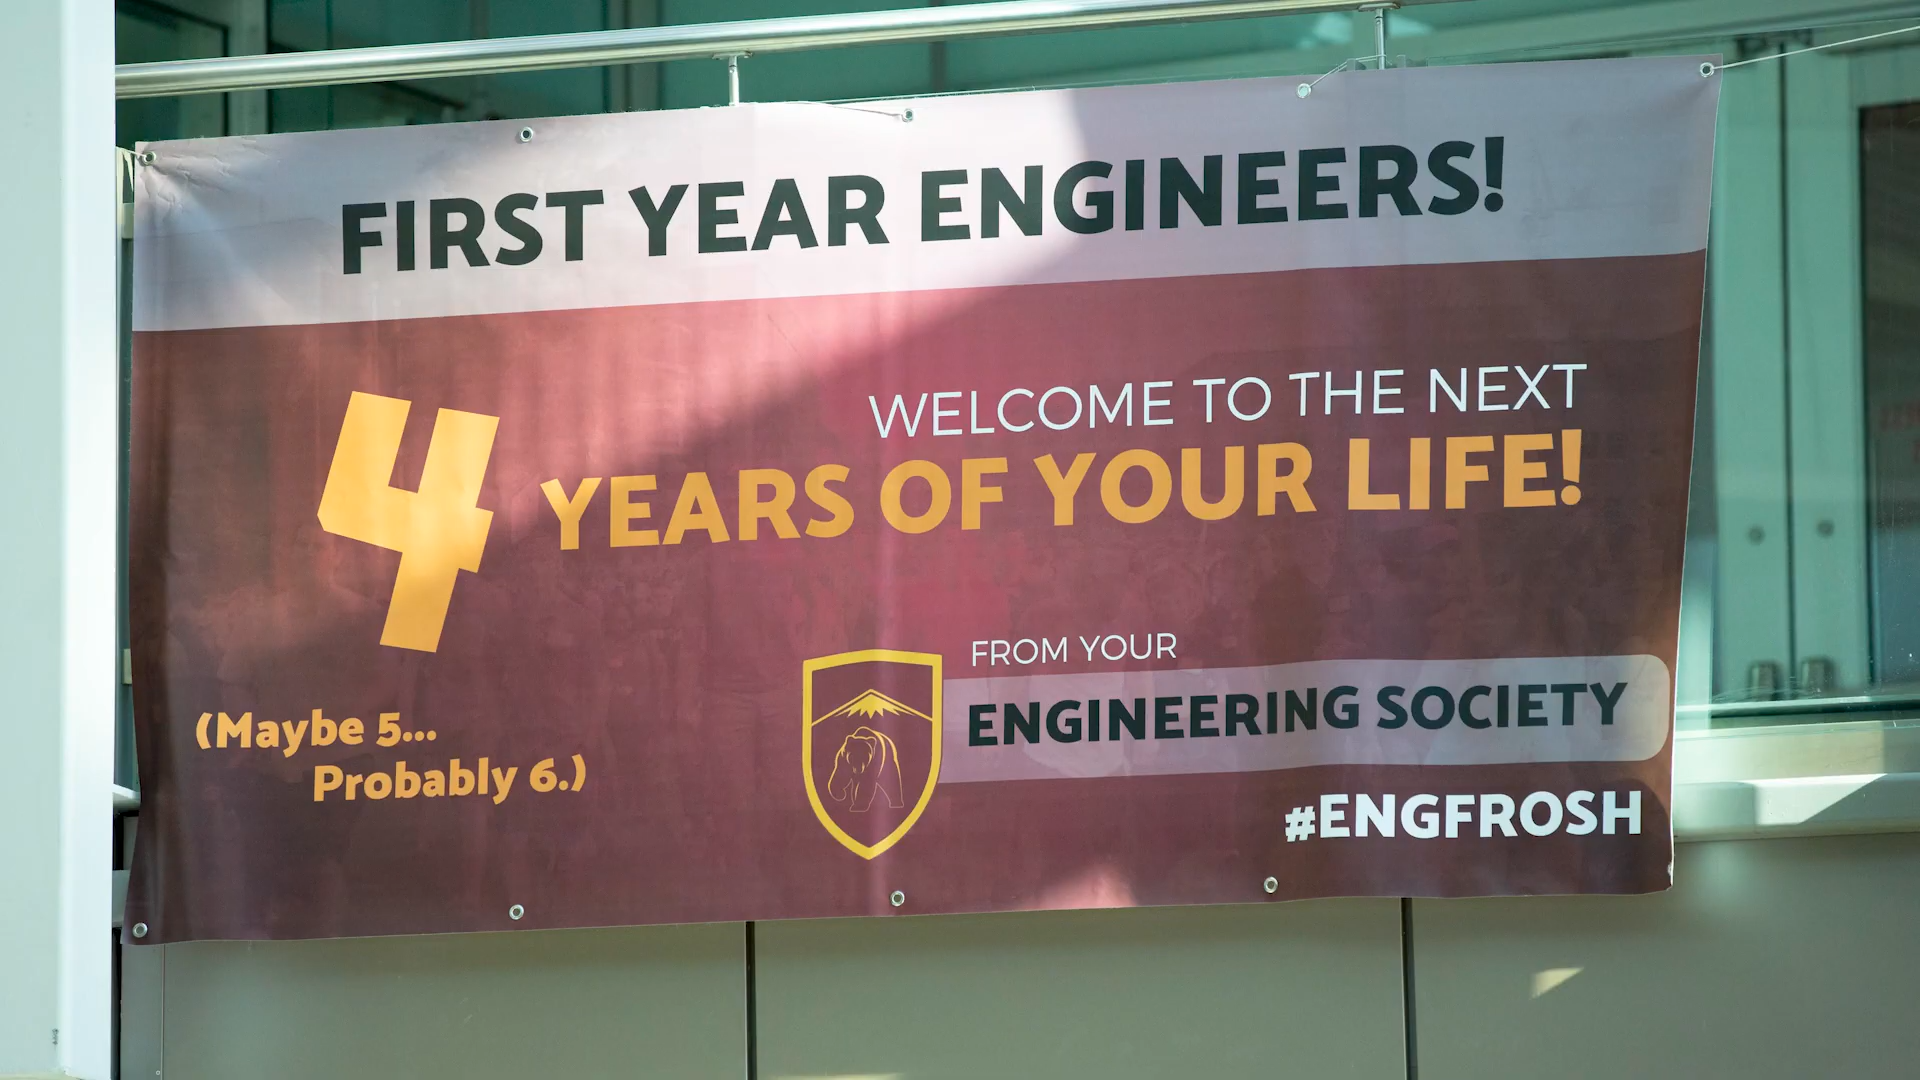 FIRST YEAR ENGINEERS!
WELCOME TO THE NEXT
4 YEARS OF YOUR LIFE!
(Maybe 5...
Probably 6.)
FROM YOUR
ENGINEERING SOCIETY
#ENGFROSH